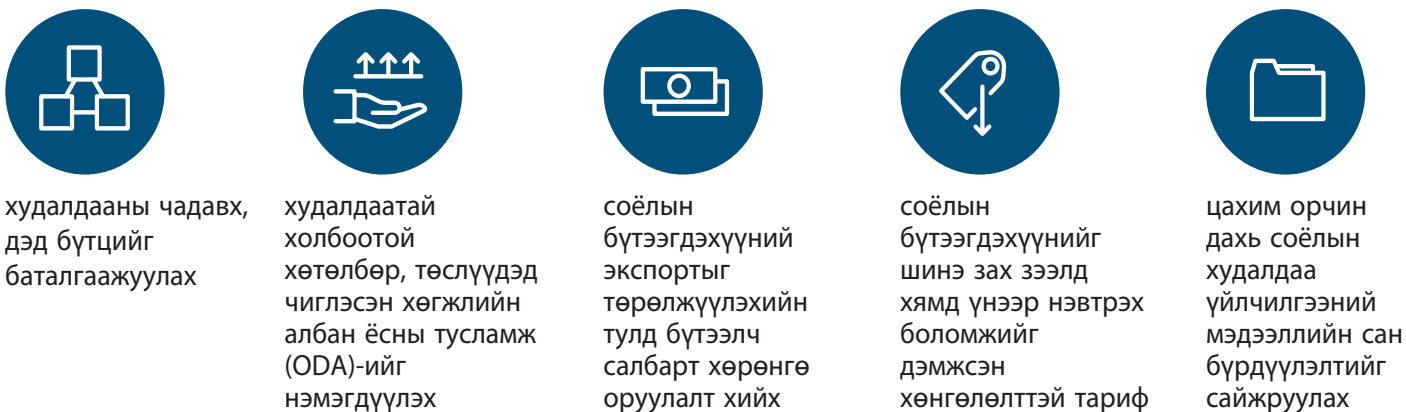 худалдааны чадавх,
дэд бүтцийг
баталгаажуулах
худалдаатай
холбоотой
хөтөлбөр, төслүүдэд
чиглэсэн хөгжлийн
албан ёсны тусламж
(ODA)-ийг
нэмэгдүүлэх
соёлын
бүтээгдэхүүний
экспортыг
төрөлжүүлэхийн
тулд бүтээлч
салбарт хөрөнгө
оруулалт хийх
соёлын
бүтээгдэхүүнийг
шинэ зах зээлд
хямд үнээр нэвтрэх
боломжийг
дэмжсэн
хөнгөлөлттэй тариф
цахим орчин
дахь соёлын
худалдаа
үйлчилгээний
мэдээллийн сан
бүрдүүлэлтийг
сайжруулах